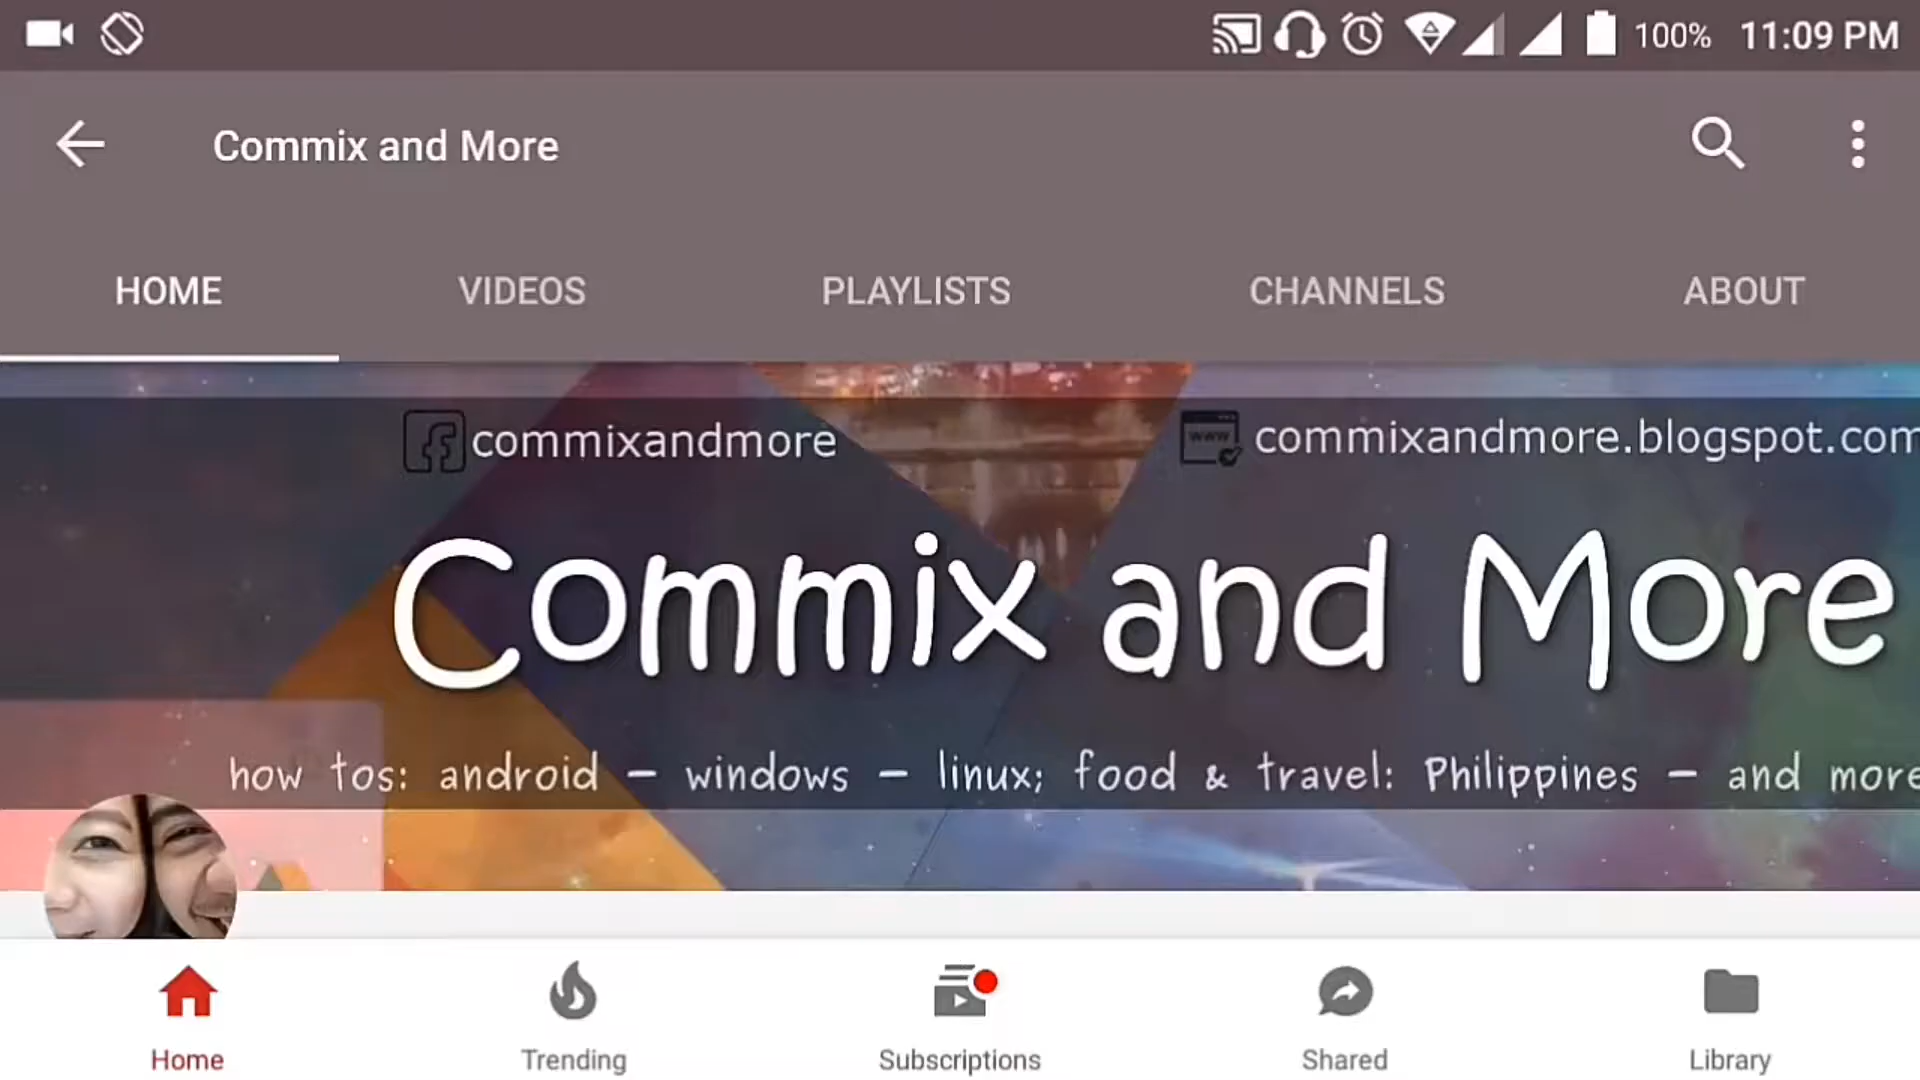 100% 11:09 PM
Commix and More
HOME VIDEOS PLAYLISTS CHANNELS ABOUT
commixandmore
www commixandmore.blogspot.com
Commix and More
how tos: android - windows - linux; food & travel: Philippines - and more
Home Trending Subscriptions Shared Library